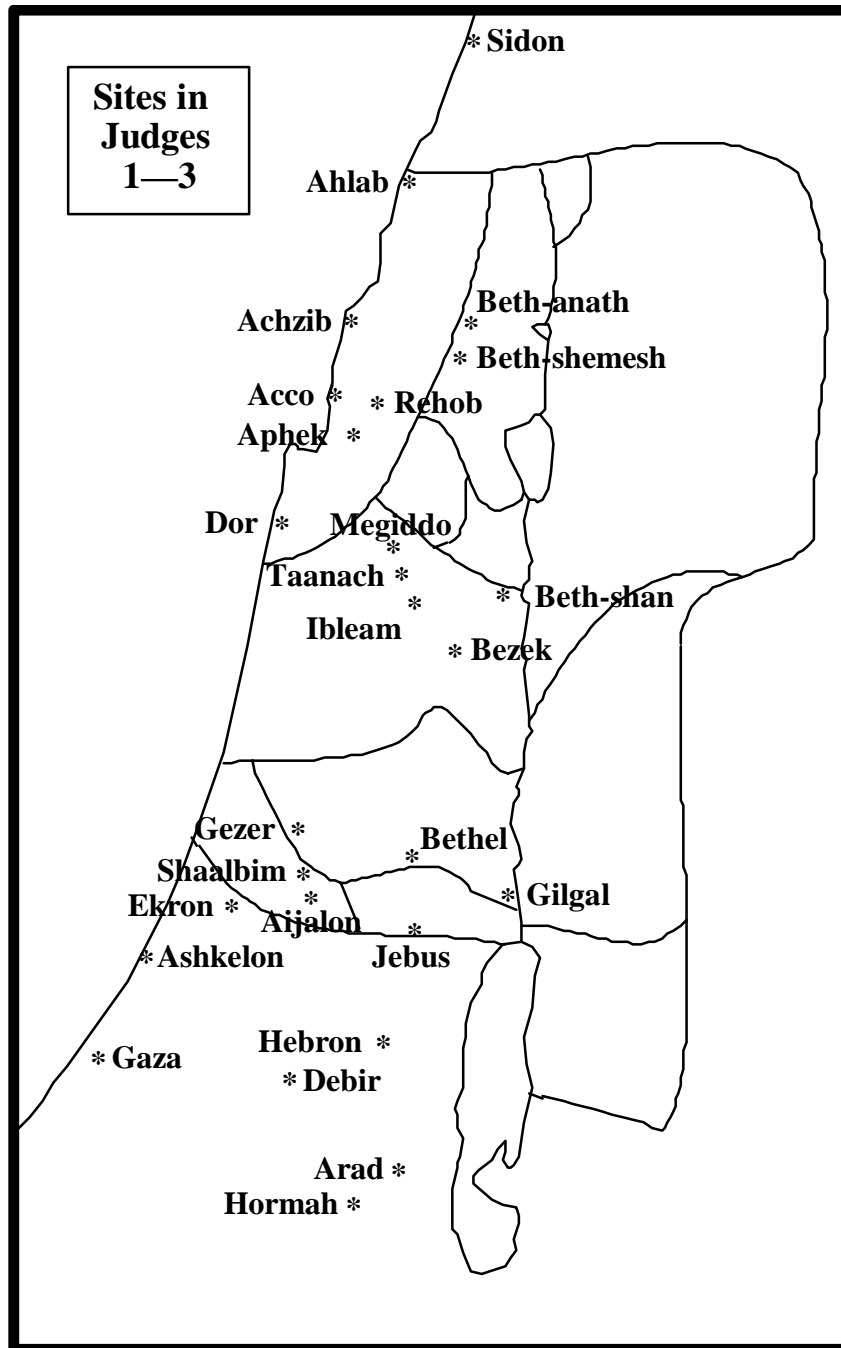 Sidon
Sites in
Judges
1—3
Ahlab *
Beth-anath
Achzib *
* Beth-shemesh
Acco *
* Rehob
Aphek *
Dor *
Megiddo
Taanach *
* Beth-shan
Ibleam
* Bezek
Gezer *
Bethel
Shaalbim *
* Gilgal
Ekron *
Aijalon
* Ashkelon
Jebus
Hebron *
* Gaza
* Debir
Arad *
Hormah *